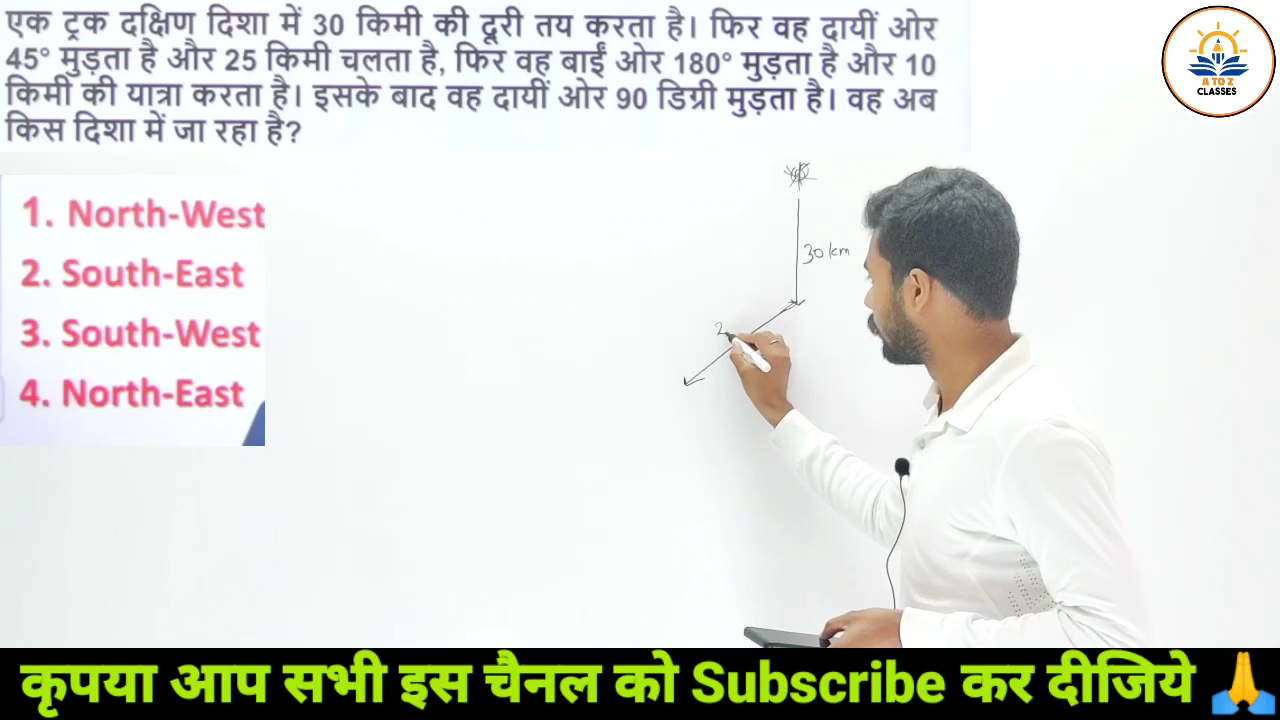 एक ट्रक दक्षिण दिशा में 30 किमी की दूरी तय करता है। फिर वह दायीं ओर
45° मुड़ता है और 25 किमी चलता है, फिर वह बाईं ओर 180° मुड़ता है और 10
किमी की यात्रा करता है। इसके बाद वह दायीं ओर 90 डिग्री मुड़ता है। वह अब
किस दिशा में जा रहा है?
A TO Z
CLASSES
1. North-West
2. South-East
3. South-West
4. North-East
30 km
2
कृपया आप सभी इस चैनल को Subscribe कर दीजिये 🙏